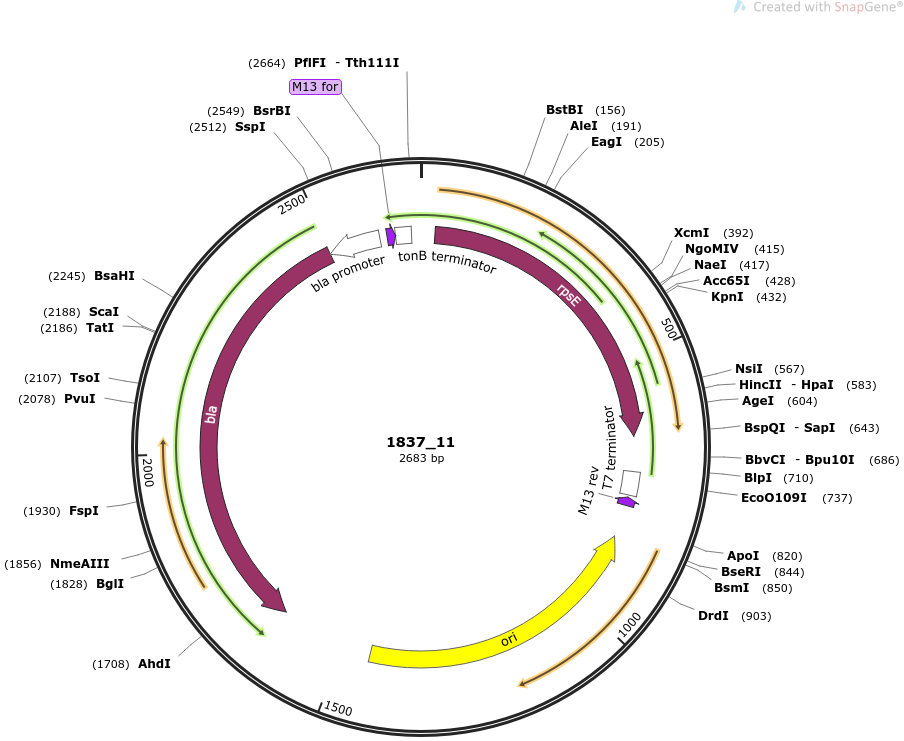 Created with SnapGene®
(2664) PflFI - Tth111I
M13 for
(2549) BsrBI
(2512) SspI
BstBI (156)
AleI (191)
EagI (205)
2500
XcmI (392)
NgoMIV (415)
NaeI (417)
Acc65I (428)
KpnI (432)
bla promoter
tonB terminator
rpsE
(2245) BsaHI
(2188) ScaI
(2186) TatI
500
NsiI (567)
HincII - HpaI (583)
AgeI (604)
(2107) TsoI
(2078) PvuI
bla
T7 terminator
BspQI - SapI (643)
1837_11
2683 bp
BbvCI - Bpu10I (686)
BlpI (710)
EcoO109I (737)
2000
M13 rev
(1930) FspI
(1856) NmeAIII
(1828) BglI
ApoI (820)
BseRI (844)
BsmI (850)
DrdI (903)
1000
ori
(1708) AhdI
1500